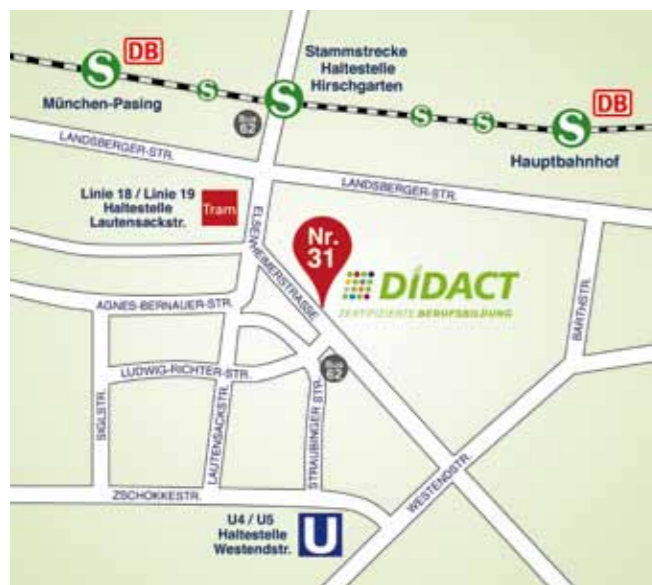 DB
S
München-Pasing
S
Stammstrecke
Haltestelle
Hirschgarten
S
S
S
DB
S
Hauptbahnhof
Bus
62
LANDSBERGER-STR.
LANDSBERGER-STR.
Linie 18 / Linie 19
Haltestelle
Lautensackstr.
Tram
ELSENHEIMERSTRASSE
Nr.
31
DIDACT
ZERTIFIZIERTE BERUFSBILDUNG
BARTHSTR.
AGNES-BERNAUER-STR.
LUDWIG-RICHTER-STR.
Bus
62
SIGLSTR.
LAUTENSACKSTR.
STRAUBINGER STR.
WESTENDSTR.
ZSCHOKKESTR.
U4 / U5
Haltestelle
Westendstr.
U